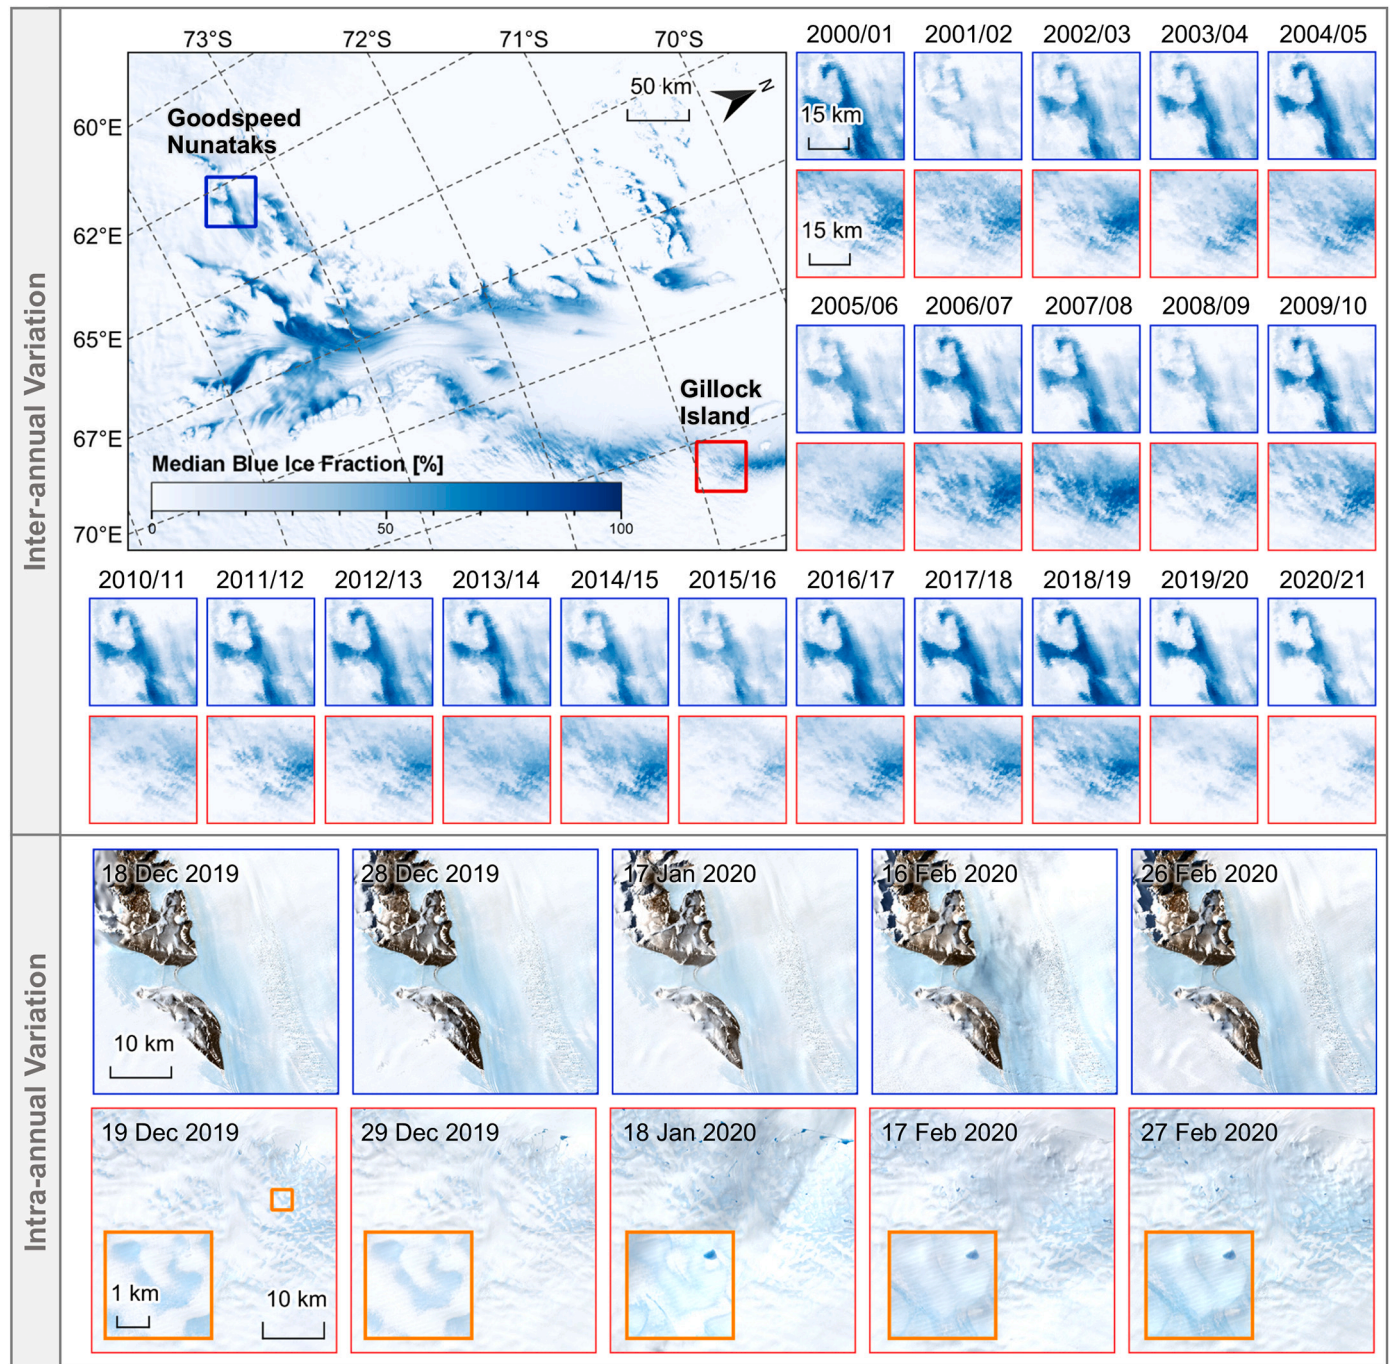 Inter-annual Variation
73°S 72°S 71°S 70°S
60°E
62°E
65°E
67°E
70°E
Goodspeed
Nunataks
50 km
N
Gillock
Island
Median Blue Ice Fraction [%]
0 50 100
2000/01 2001/02 2002/03 2003/04 2004/05
15 km
15 km
2005/06 2006/07 2007/08 2008/09 2009/10
2010/11 2011/12 2012/13 2013/14 2014/15 2015/16 2016/17 2017/18 2018/19 2019/20 2020/21
Intra-annual Variation
18 Dec 2019 28 Dec 2019 17 Jan 2020 16 Feb 2020 26 Feb 2020
10 km
19 Dec 2019 29 Dec 2019 18 Jan 2020 17 Feb 2020 27 Feb 2020
1 km
10 km